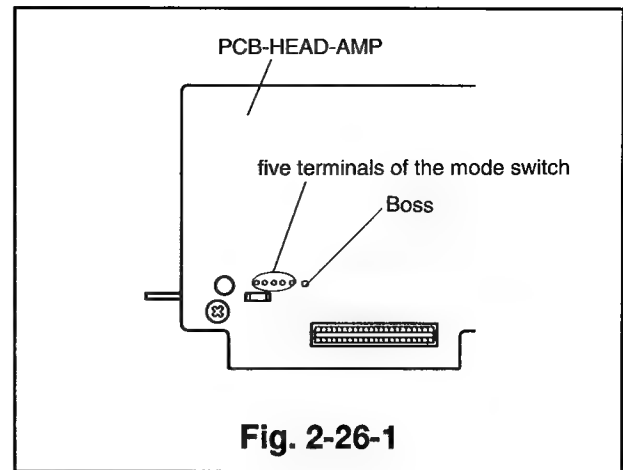 PCB-HEAD-AMP
five terminals of the mode switch
Boss
Fig. 2-26-1